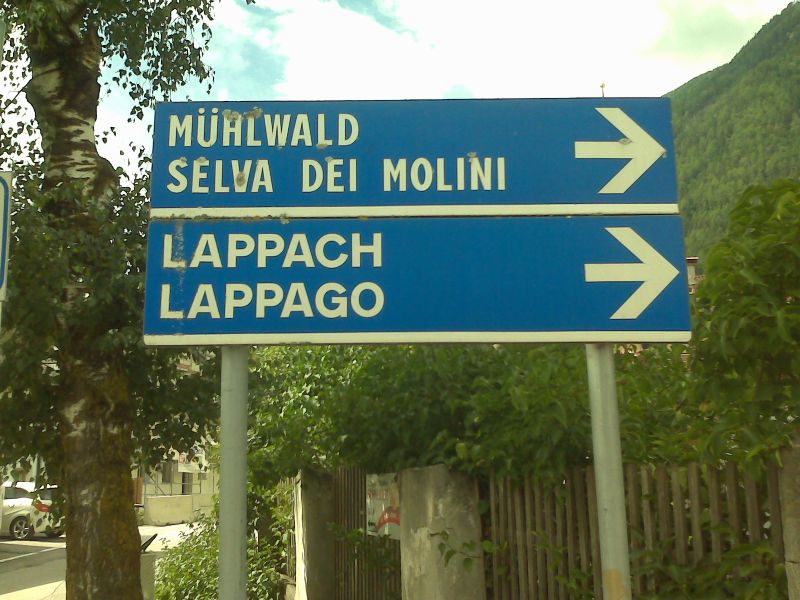 MÜHLWALD
SELVA DEI MOLINI
LAPPACH
LAPPAGO